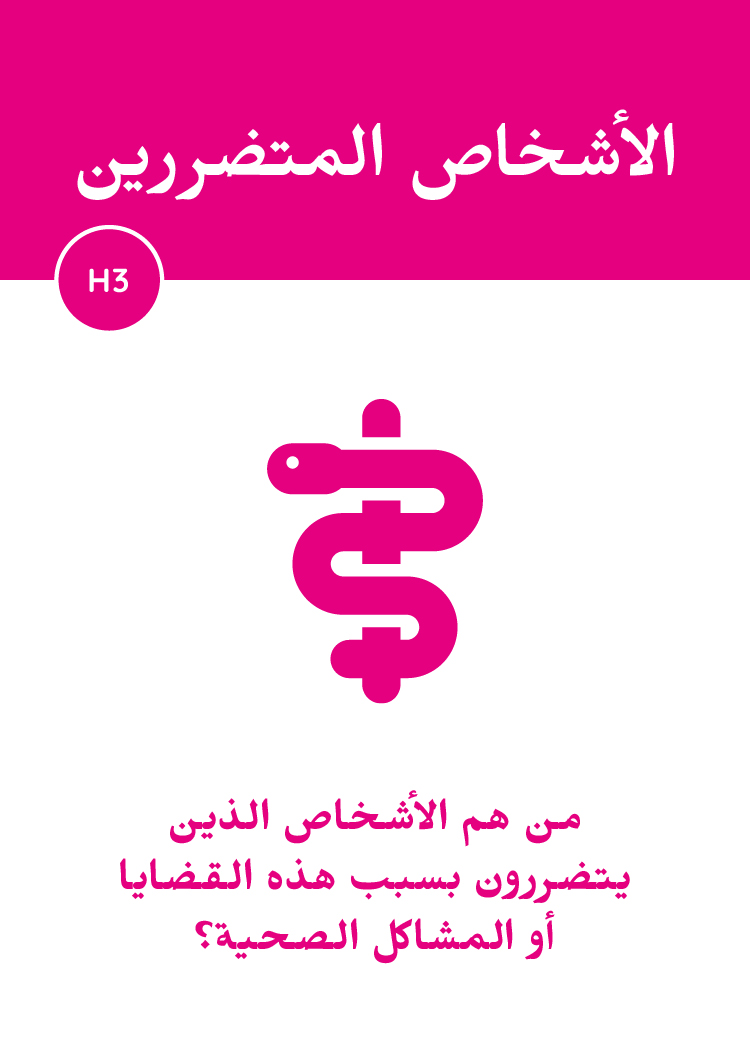 الأشخاص المتضررين
H3
من هم الأشخاص الذين
يتضررون بسبب هذه القضايا
أو المشاكل الصحية؟